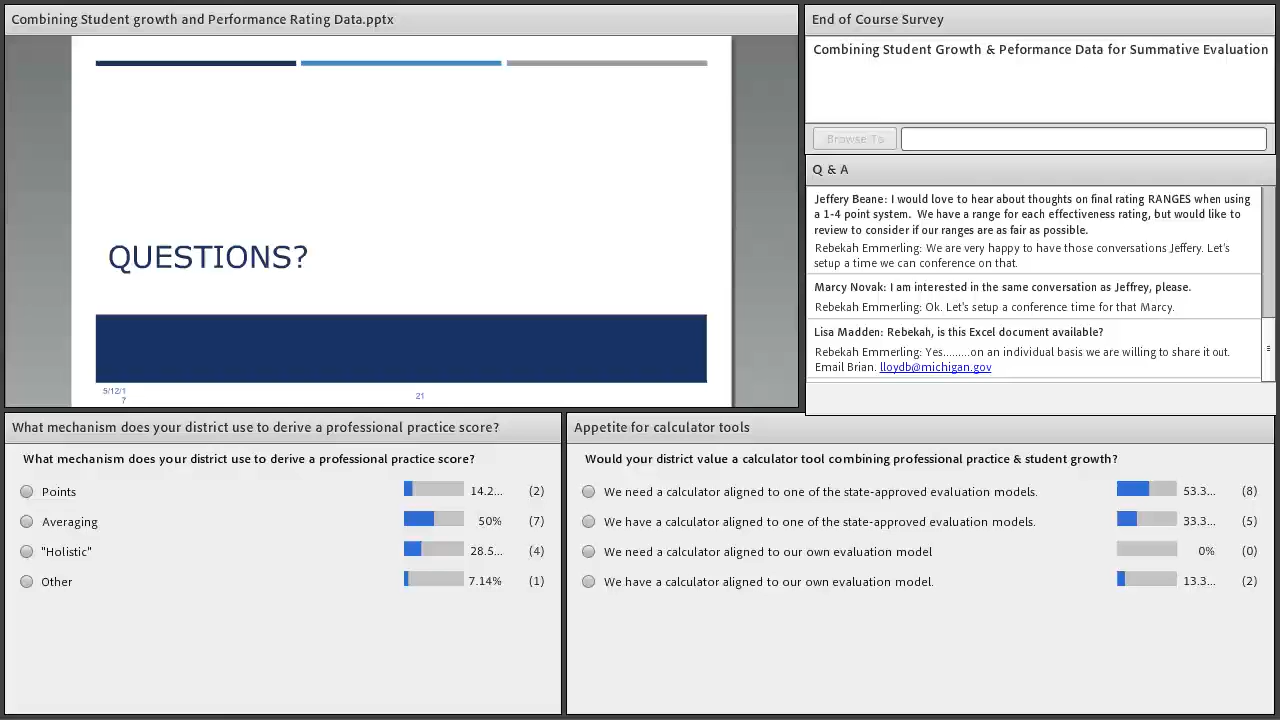 Combining Student growth and Performance Rating Data.pptx
QUESTIONS?
5/12/1
7
21
End of Course Survey
Combining Student Growth & Peformance Data for Summative Evaluation
Browse To
Q & A
Jeffery Beane: I would love to hear about thoughts on final rating RANGES when using
a 1-4 point system. We have a range for each effectiveness rating, but would like to
review to consider if our ranges are as fair as possible.
Rebekah Emmerling: We are very happy to have those conversations Jeffery. Let's
setup a time we can conference on that.
Marcy Novak: I am interested in the same conversation as Jeffrey, please.
Rebekah Emmerling: Ok. Let's setup a conference time for that Marcy.
Lisa Madden: Rebekah, is this Excel document available?
Rebekah Emmerling: Yes.........on an individual basis we are willing to share it out.
Email Brian. lloydb@michigan.gov
What mechanism does your district use to derive a professional practice score?
What mechanism does your district use to derive a professional practice score?
Points 14.2... (2)
Averaging 50% (7)
"Holistic" 28.5... (4)
Other 7.14% (1)
Appetite for calculator tools
Would your district value a calculator tool combining professional practice & student growth?
We need a calculator aligned to one of the state-approved evaluation models. 53.3... (8)
We have a calculator aligned to one of the state-approved evaluation models. 33.3... (5)
We need a calculator aligned to our own evaluation model 0% (0)
We have a calculator aligned to our own evaluation model. 13.3... (2)